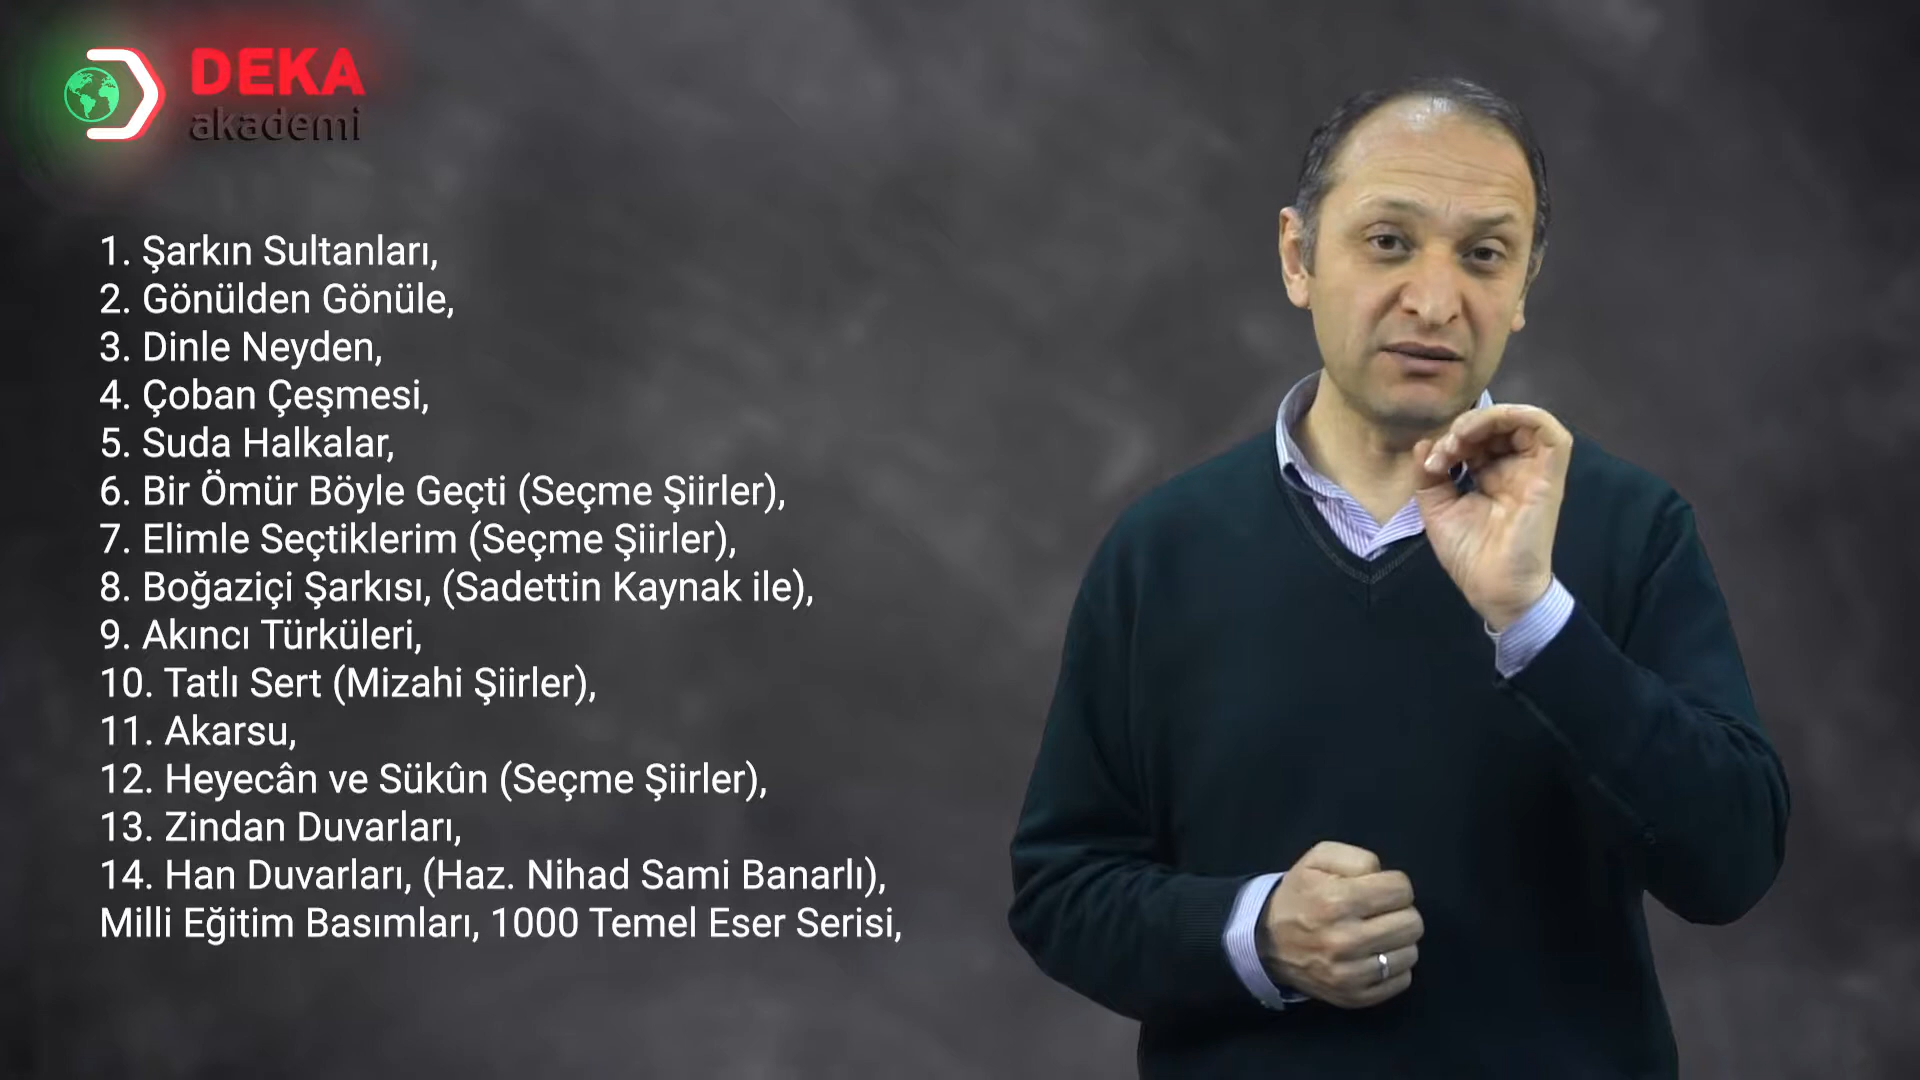 DEKA
akademi
1. Şarkın Sultanları,
2. Gönülden Gönüle,
3. Dinle Neyden,
4. Çoban Çeşmesi,
5. Suda Halkalar,
6. Bir Ömür Böyle Geçti (Seçme Şiirler),
7. Elimle Seçtiklerim (Seçme Şiirler),
8. Boğaziçi Şarkısı, (Sadettin Kaynak ile),
9. Akıncı Türküleri,
10. Tatlı Sert (Mizahi Şiirler),
11. Akarsu,
12. Heyecân ve Sükûn (Seçme Şiirler),
13. Zindan Duvarları,
14. Han Duvarları, (Haz. Nihad Sami Banarlı),
Milli Eğitim Basımları, 1000 Temel Eser Serisi,